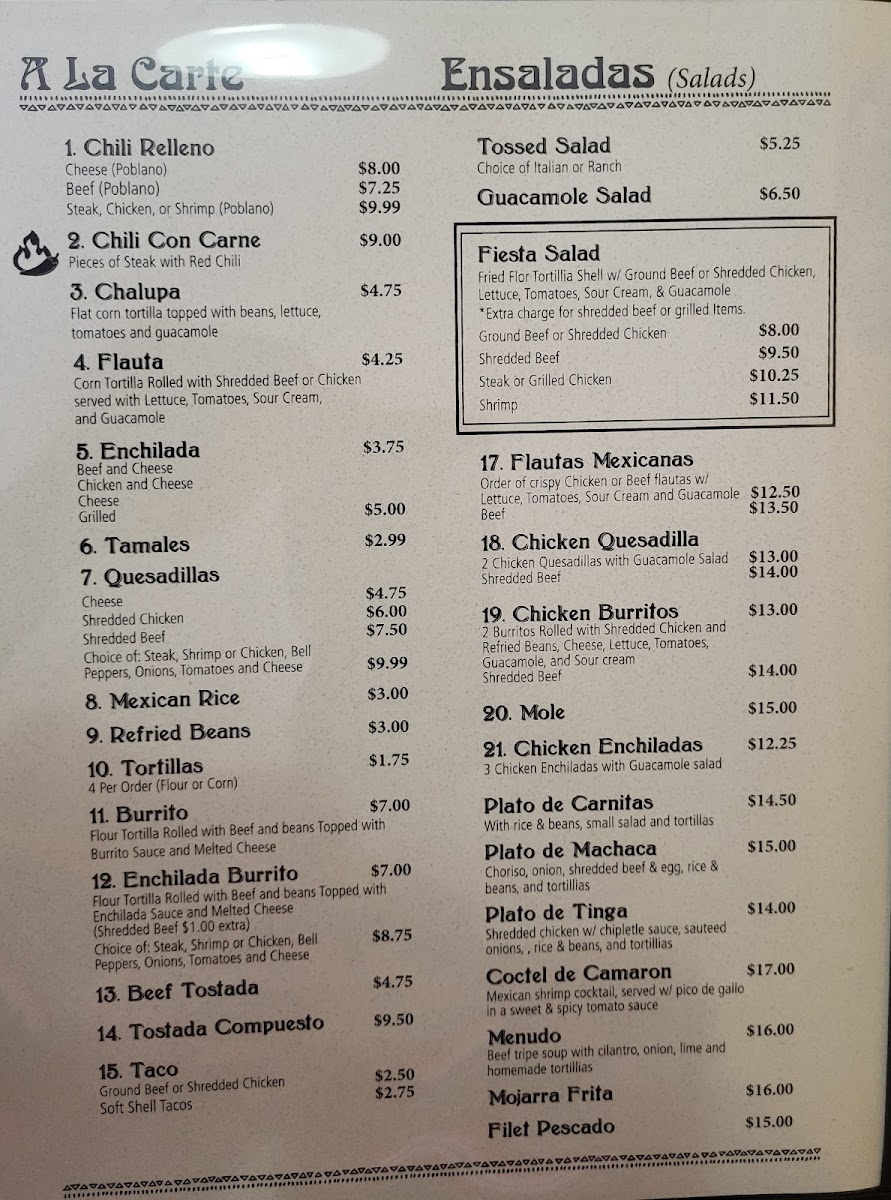 A La Carte
1. Chili Relleno
Cheese (Poblano) $8.00
Beef (Poblano) $7.25
Steak, Chicken, or Shrimp (Poblano) $9.99
2. Chili Con Carne $9.00
Pieces of Steak with Red Chili
3. Chalupa $4.75
Flat corn tortilla topped with beans, lettuce,
tomatoes and guacamole
4. Flauta $4.25
Corn Tortilla Rolled with Shredded Beef or Chicken
served with Lettuce, Tomatoes, Sour Cream,
and Guacamole
5. Enchilada $3.75
Beef and Cheese
Chicken and Cheese
Cheese
Grilled $5.00
6. Tamales $2.99
7. Quesadillas
Cheese $4.75
Shredded Chicken $6.00
Shredded Beef $7.50
Choice of: Steak, Shrimp or Chicken, Bell
Peppers, Onions, Tomatoes and Cheese $9.99
8. Mexican Rice $3.00
9. Refried Beans $3.00
10. Tortillas $1.75
4 Per Order (Flour or Corn)
11. Burrito $7.00
Flour Tortilla Rolled with Beef and beans Topped with
Burrito Sauce and Melted Cheese
12. Enchilada Burrito $7.00
Flour Tortilla Rolled with Beef and beans Topped with
Enchilada Sauce and Melted Cheese
(Shredded Beef $1.00 extra)
Choice of: Steak, Shrimp or Chicken, Bell $8.75
Peppers, Onions, Tomatoes and Cheese
13. Beef Tostada $4.75
14. Tostada Compuesto $9.50
15. Taco
Ground Beef or Shredded Chicken $2.50
Soft Shell Tacos $2.75
Ensaladas (Salads)
Tossed Salad $5.25
Choice of Italian or Ranch
Guacamole Salad $6.50
Fiesta Salad
Fried Flor Tortillia Shell w/ Ground Beef or Shredded Chicken,
Lettuce, Tomatoes, Sour Cream, & Guacamole
*Extra charge for shredded beef or grilled Items.
Ground Beef or Shredded Chicken $8.00
Shredded Beef $9.50
Steak or Grilled Chicken $10.25
Shrimp $11.50
17. Flautas Mexicanas
Order of crispy Chicken or Beef flautas w/
Lettuce, Tomatoes, Sour Cream and Guacamole $12.50
Beef $13.50
18. Chicken Quesadilla
2 Chicken Quesadillas with Guacamole Salad $13.00
Shredded Beef $14.00
19. Chicken Burritos $13.00
2 Burritos Rolled with Shredded Chicken and
Refried Beans, Cheese, Lettuce, Tomatoes,
Guacamole, and Sour cream
Shredded Beef $14.00
20. Mole $15.00
21. Chicken Enchiladas $12.25
3 Chicken Enchiladas with Guacamole salad
Plato de Carnitas $14.50
With rice & beans, small salad and tortillas
Plato de Machaca $15.00
Choriso, onion, shredded beef & egg, rice &
beans, and tortillias
Plato de Tinga $14.00
Shredded chicken w/ chipletle sauce, sauteed
onions, , rice & beans, and tortillias
Coctel de Camaron $17.00
Mexican shrimp cocktail, served w/ pico de gallo
in a sweet & spicy tomato sauce
Menudo $16.00
Beef tripe soup with cilantro, onion, lime and
homemade tortillias
Mojarra Frita $16.00
Filet Pescado $15.00